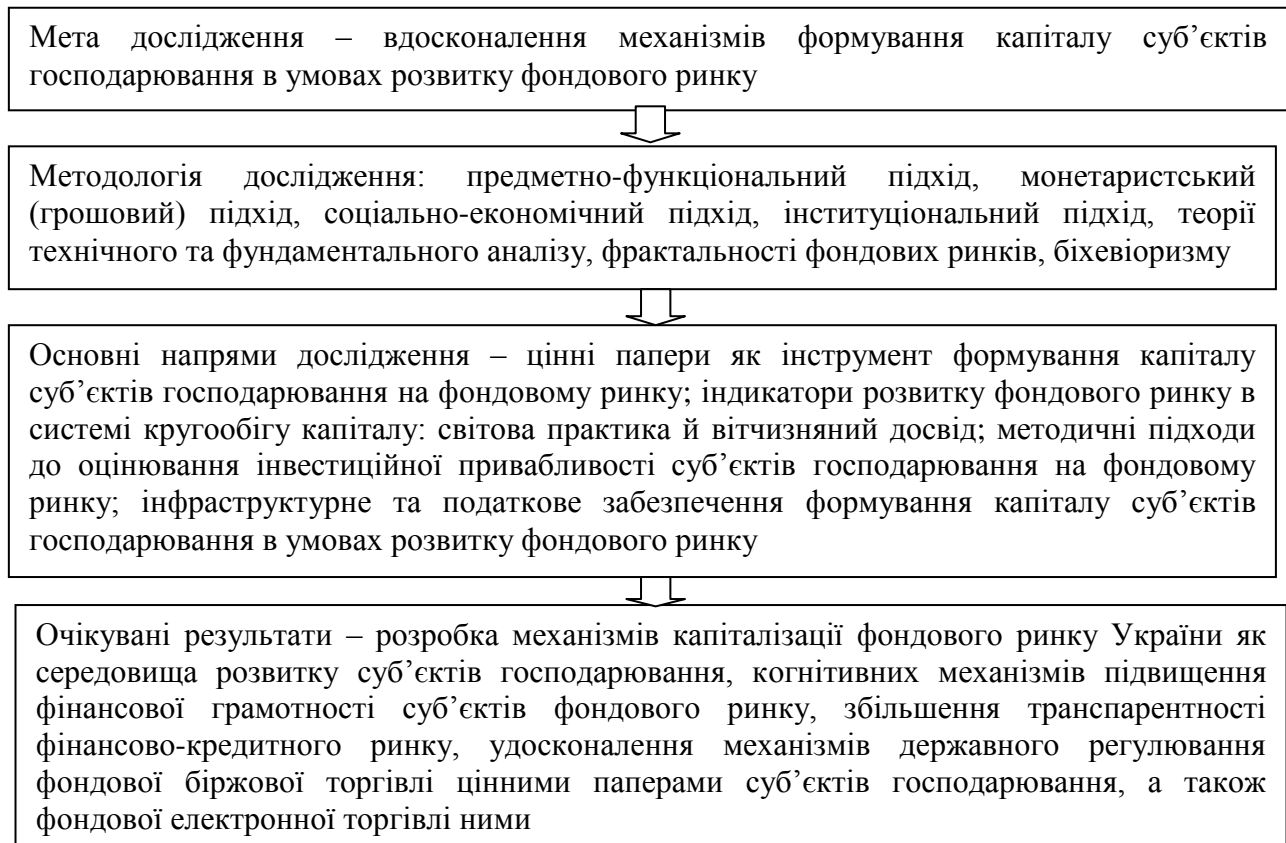 Мета дослідження – вдосконалення механізмів формування капіталу суб’єктів
господарювання в умовах розвитку фондового ринку
Методологія дослідження: предметно-функціональний підхід, монетаристський
(грошовий) підхід, соціально-економічний підхід, інституціональний підхід, теорії
технічного та фундаментального аналізу, фрактальності фондових ринків, біхевіоризму
Основні напрями дослідження – цінні папери як інструмент формування капіталу
суб’єктів господарювання на фондовому ринку; індикатори розвитку фондового ринку в
системі кругообігу капіталу: світова практика й вітчизняний досвід; методичні підходи
до оцінювання інвестиційної привабливості суб’єктів господарювання на фондовому
ринку; інфраструктурне та податкове забезпечення формування капіталу суб’єктів
господарювання в умовах розвитку фондового ринку
Очікувані результати – розробка механізмів капіталізації фондового ринку України як
середовища розвитку суб’єктів господарювання, когнітивних механізмів підвищення
фінансової грамотності суб’єктів фондового ринку, збільшення транспарентності
фінансово-кредитного ринку, удосконалення механізмів державного регулювання
фондової біржової торгівлі цінними паперами суб’єктів господарювання, а також
фондової електронної торгівлі ними